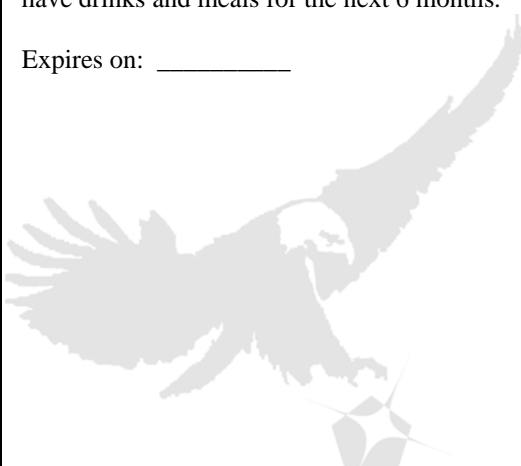 have drinks and meals for the next 6 months.
Expires on: __________